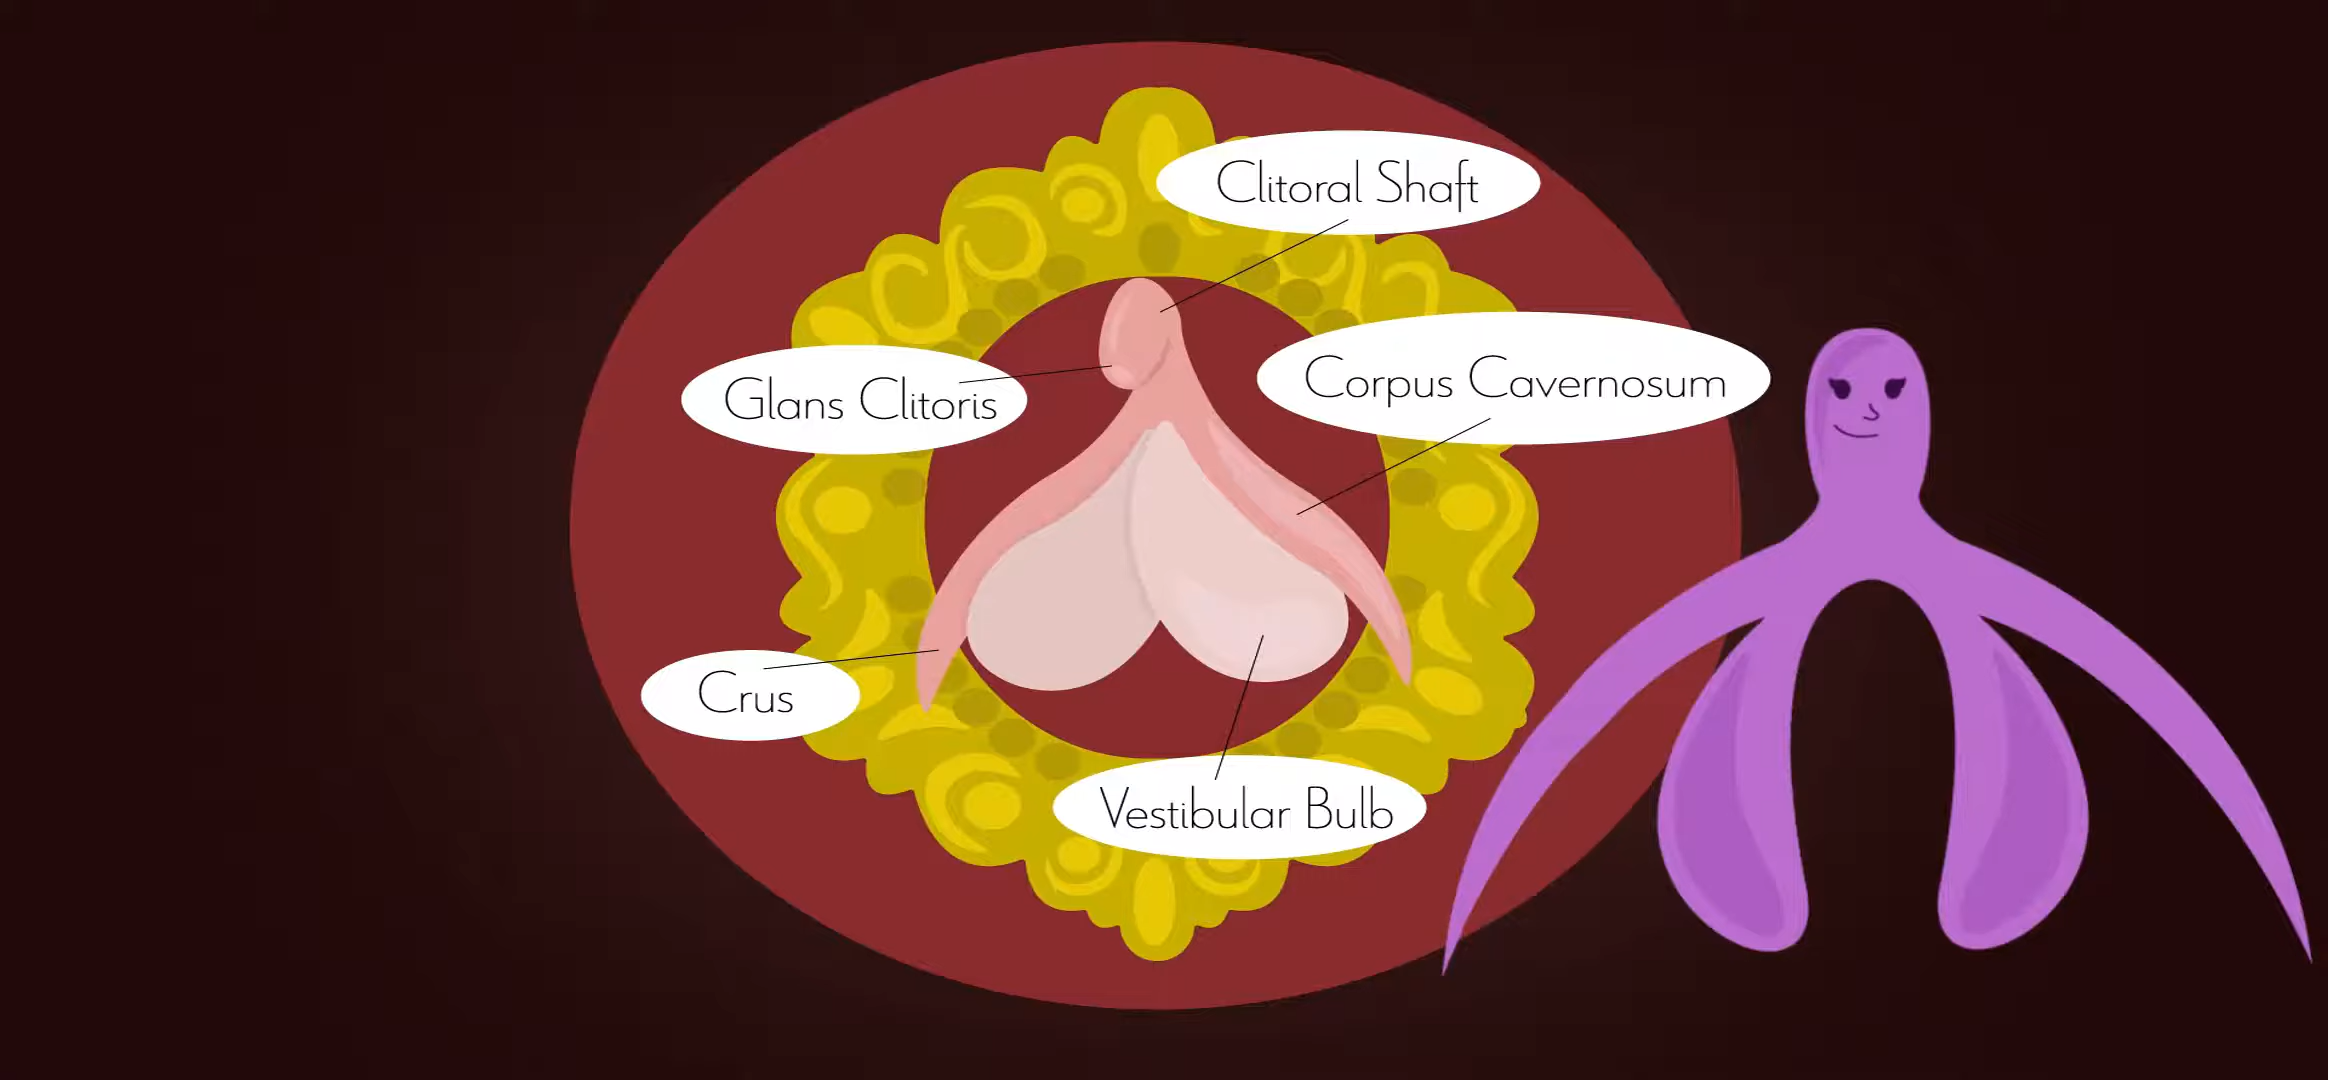 Clitoral Shaft
Glans Clitoris
Corpus Cavernosum
Crus
Vestibular Bulb